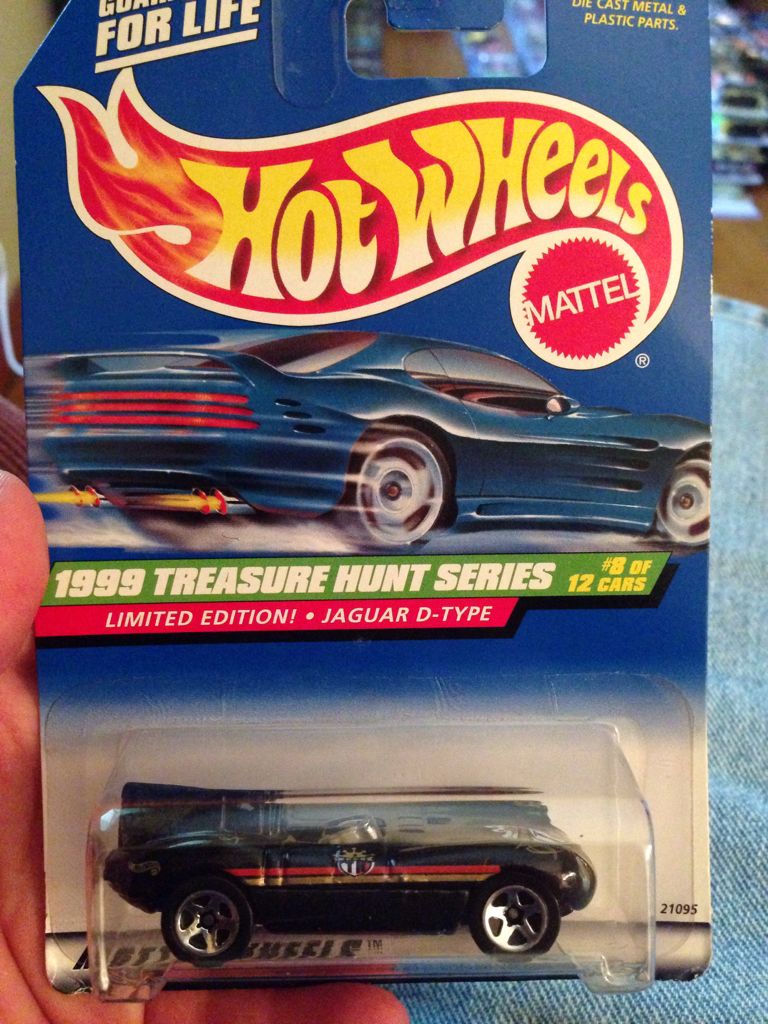 FOR LIFE
DIE CAST METAL &
PLASTIC PARTS.
HOT WHEELS
MATTEL
®
1999 TREASURE HUNT SERIES #8 OF 12 CARS
LIMITED EDITION! • JAGUAR D-TYPE
21095
WHEELS™